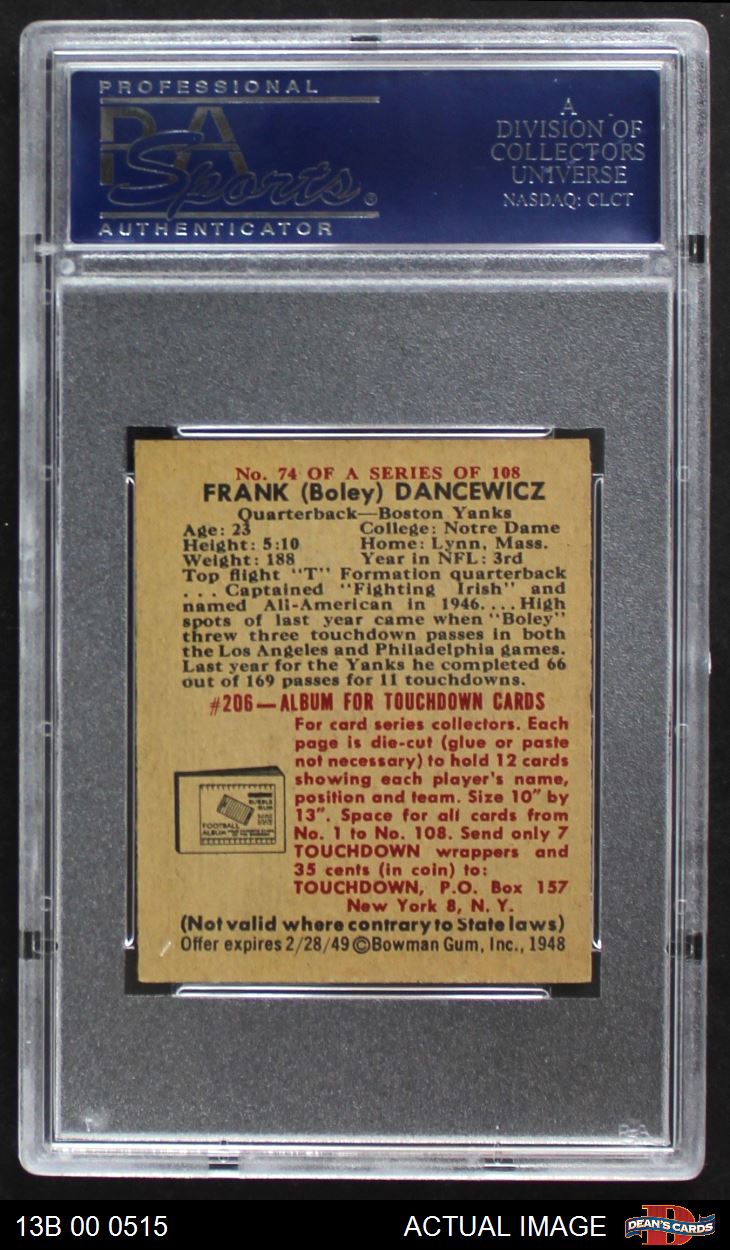 PROFESSIONAL
PSA
Sports®
AUTHENTICATOR
A
DIVISION OF
COLLECTORS
UNIVERSE
NASDAQ: CLCT
No. 74 OF A SERIES OF 108
FRANK (Boley) DANCEWICZ
Quarterback—Boston Yanks
Age: 23 College: Notre Dame
Height: 5:10 Home: Lynn, Mass.
Weight: 188 Year in NFL: 3rd
Top flight "T" Formation quarterback
. . . Captained "Fighting Irish" and
named All-American in 1946. . . . High
spots of last year came when "Boley"
threw three touchdown passes in both
the Los Angeles and Philadelphia games.
Last year for the Yanks he completed 66
out of 169 passes for 11 touchdowns.
#206—ALBUM FOR TOUCHDOWN CARDS
For card series collectors. Each
page is die-cut (glue or paste
not necessary) to hold 12 cards
showing each player's name,
position and team. Size 10" by
13". Space for all cards from
No. 1 to No. 108. Send only 7
TOUCHDOWN wrappers and
35 cents (in coin) to:
TOUCHDOWN, P.O. Box 157
New York 8, N. Y.
BUBBLE
GUM
FOOTBALL
ALBUM
(Not valid where contrary to State laws)
Offer expires 2/28/49 ©Bowman Gum, Inc., 1948
PSA
13B 00 0515
ACTUAL IMAGE
DEAN'S CARDS